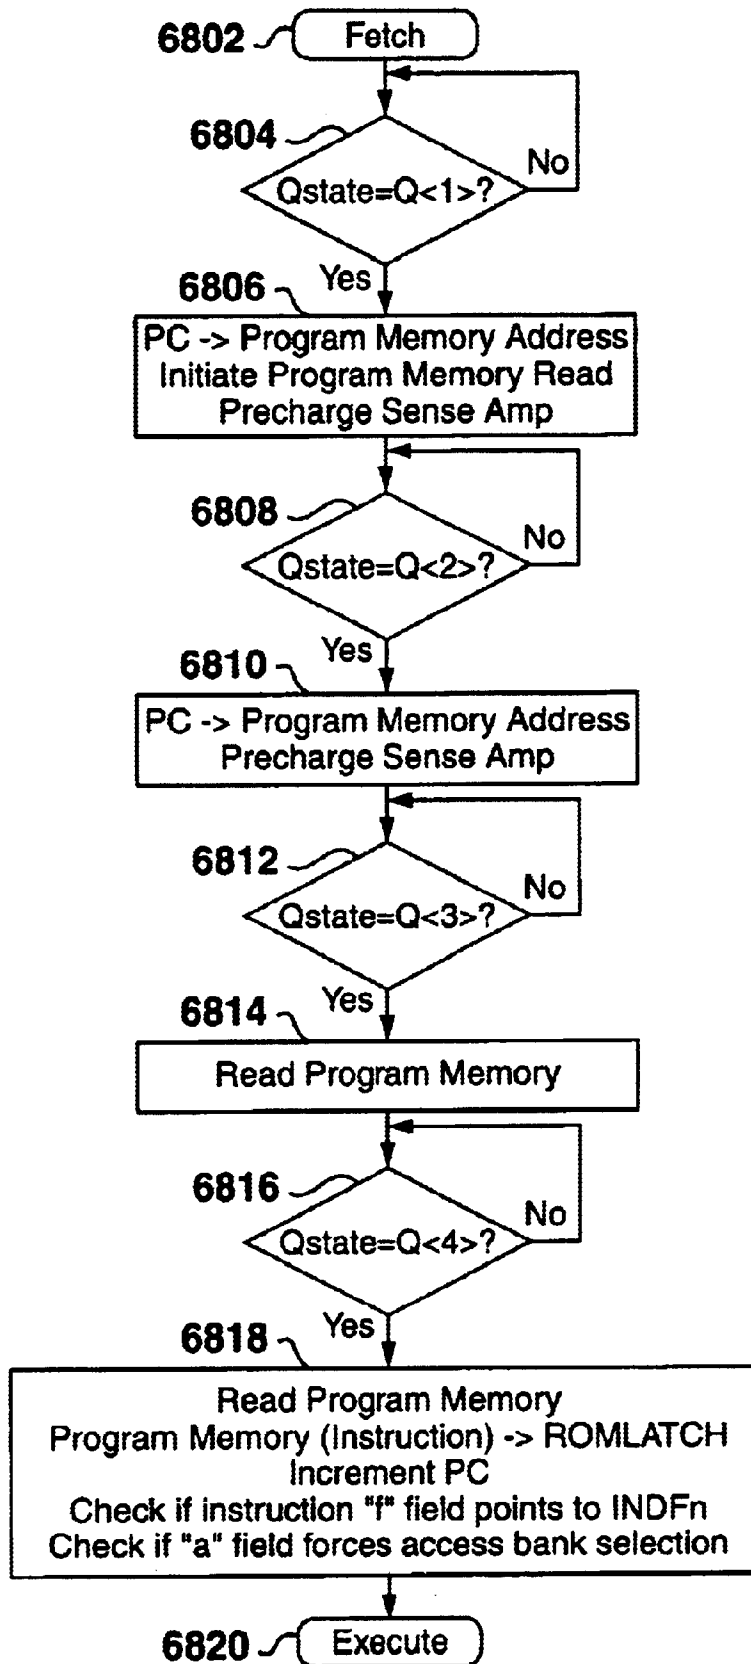 6802
Fetch
6804
Qstate=Q<1>?
No
Yes
6806
PC -> Program Memory Address
Initiate Program Memory Read
Precharge Sense Amp
6808
Qstate=Q<2>?
No
Yes
6810
PC -> Program Memory Address
Precharge Sense Amp
6812
Qstate=Q<3>?
No
Yes
6814
Read Program Memory
6816
Qstate=Q<4>?
No
Yes
6818
Read Program Memory
Program Memory (Instruction) -> ROMLATCH
Increment PC
Check if instruction "f" field points to INDFn
Check if "a" field forces access bank selection
6820
Execute